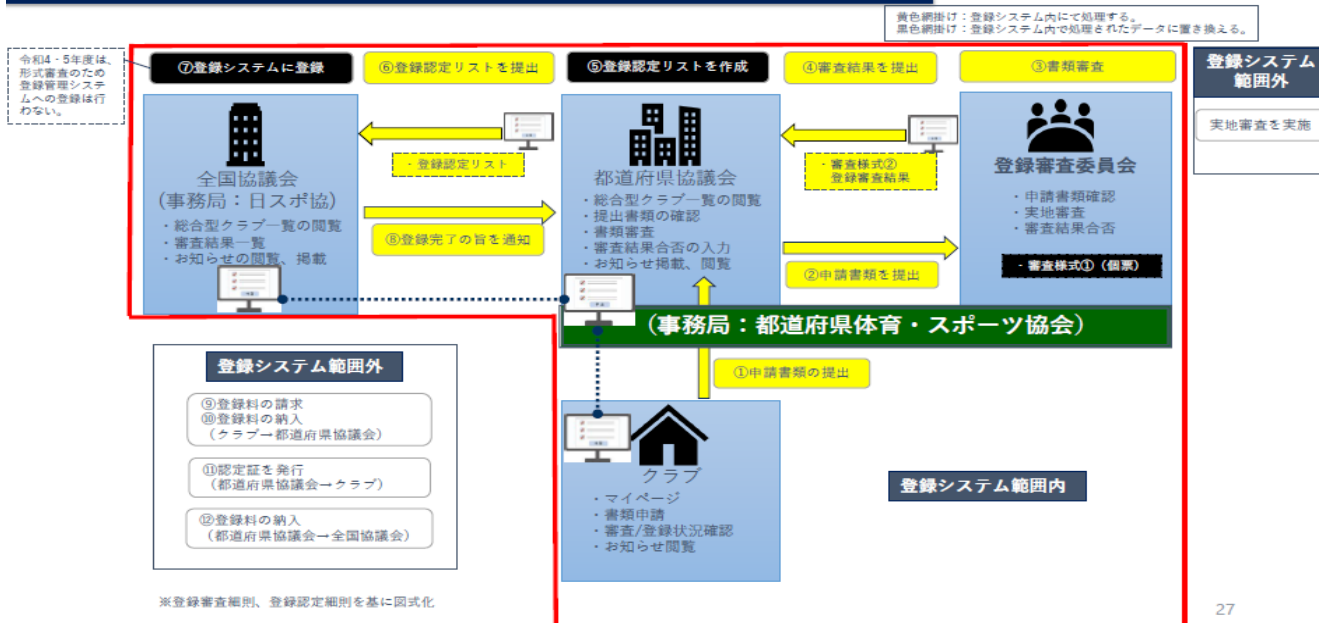 黄色網掛け：登録システム内にて処理する。
黒色網掛け：登録システム内で処理されたデータに置き換える。
令和4・5年度は、
形式審査のため
登録管理システ
ムへの登録は行
わない。
⑦登録システムに登録
⑥登録認定リストを提出
⑤登録認定リストを作成
④審査結果を提出
③書類審査
登録システム
範囲外
実地審査を実施
・登録認定リスト
全国協議会
(事務局：日スポ協)
・総合型クラブ一覧の閲覧
・審査結果一覧
・お知らせの閲覧、掲載
⑧登録完了の旨を通知
都道府県協議会
・総合型クラブ一覧の閲覧
・提出書類の確認
・書類審査
・審査結果合否の入力
・お知らせ掲載、閲覧
・審査様式②
登録審査結果
②申請書類を提出
登録審査委員会
・申請書類確認
・実地審査
・審査結果合否
・審査様式①（個票）
（事務局：都道府県体育・スポーツ協会）
①申請書類の提出
登録システム範囲外
⑨登録料の請求
⑩登録料の納入
（クラブ→都道府県協議会）
⑪認定証を発行
（都道府県協議会→クラブ）
⑫登録料の納入
（都道府県協議会→全国協議会）
クラブ
・マイページ
・書類申請
・審査/登録状況確認
・お知らせ閲覧
登録システム範囲内
※登録審査細則、登録認定細則を基に図式化
27